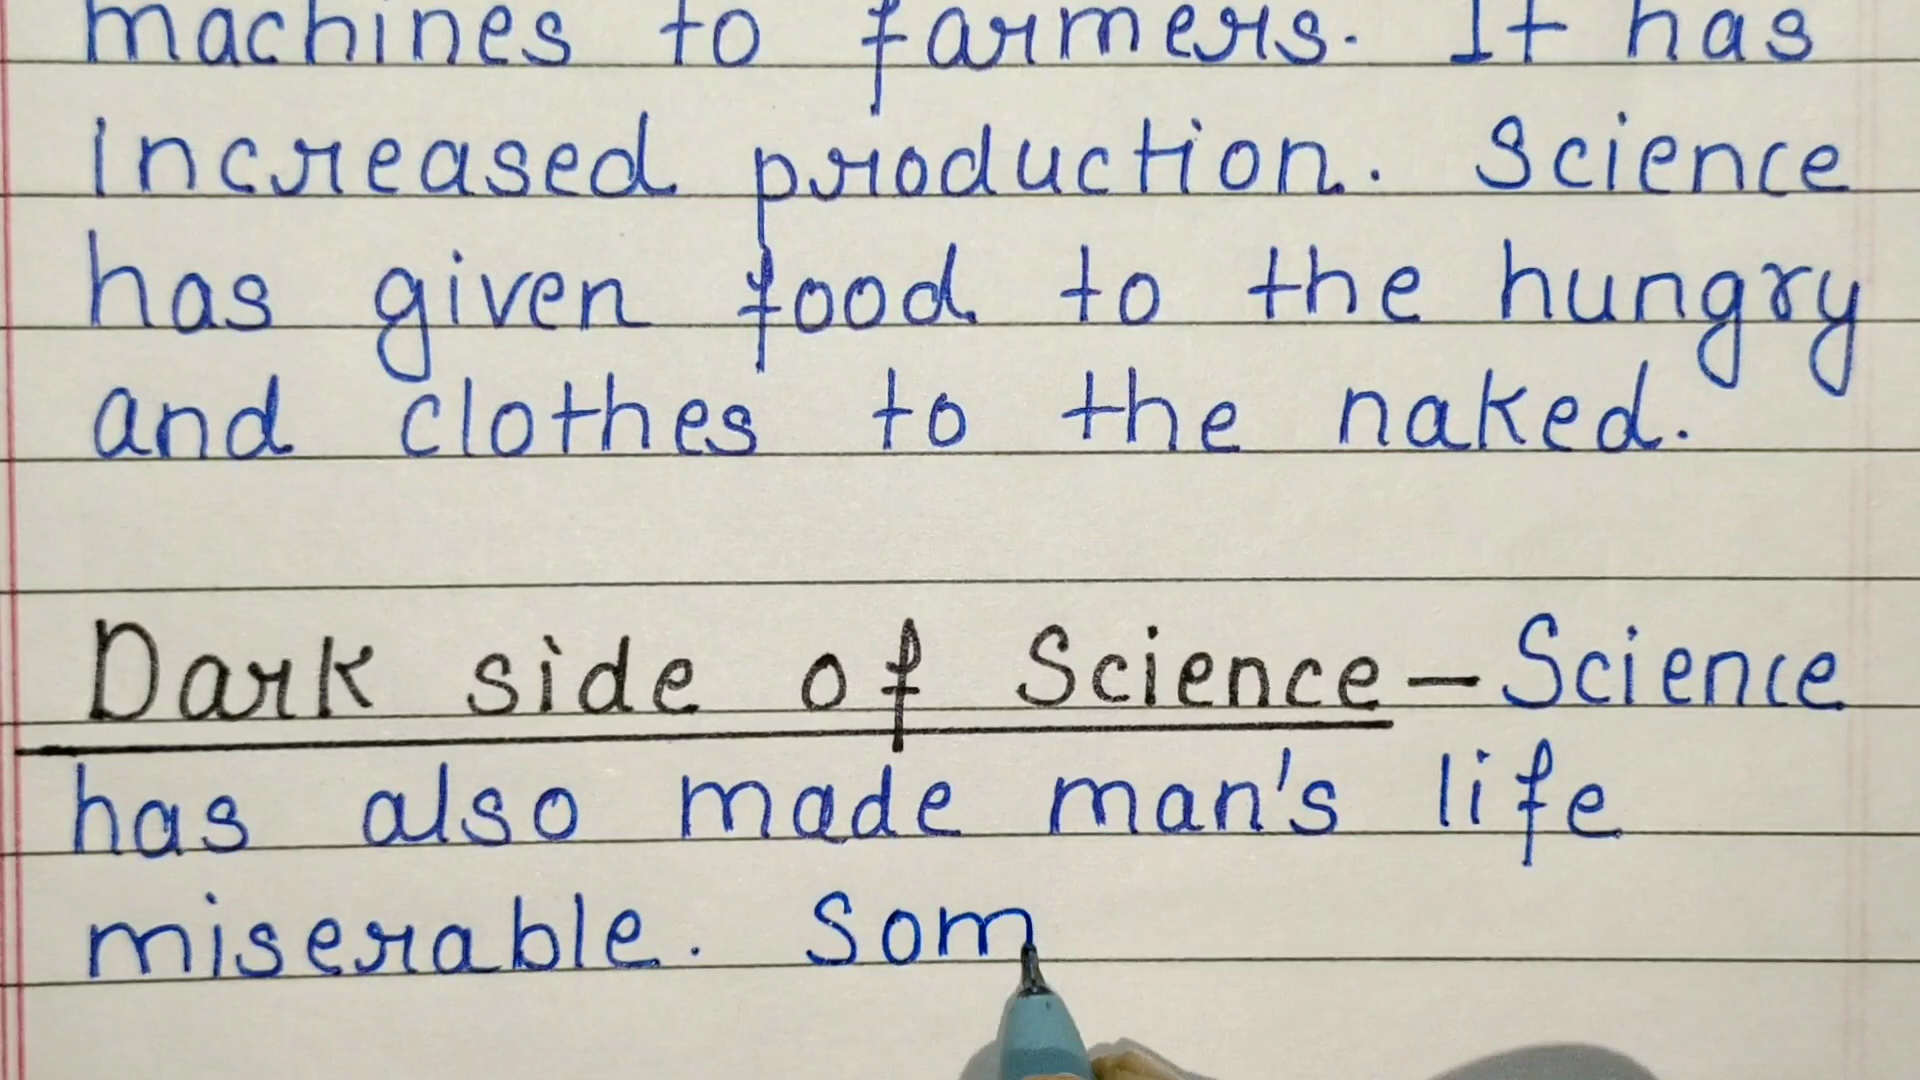 machines to farmers. It has
increased production. Science
has given food to the hungry
and clothes to the naked.
Dark side of Science - Science
has also made man's life
miserable. Som